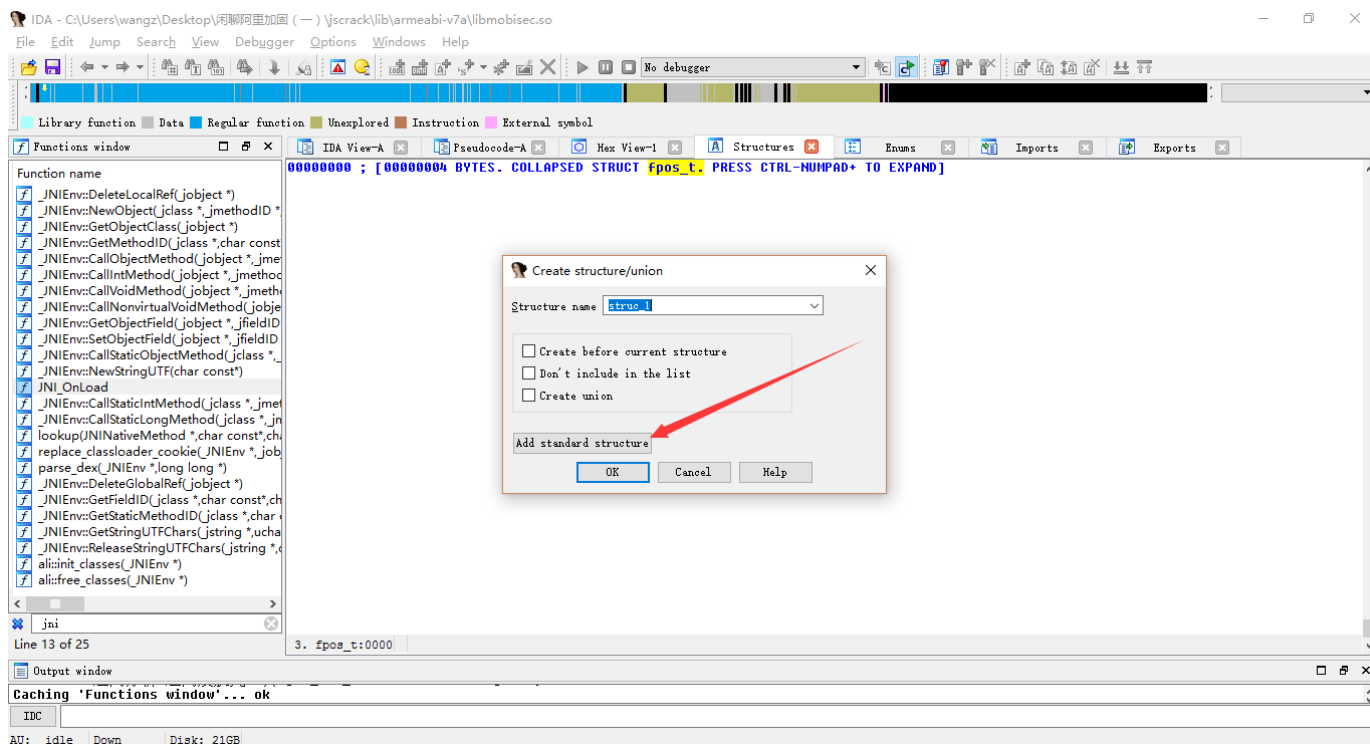 IDA - C:\Users\wangz\Desktop\闲聊阿里加固 (一) \jscrack\lib\armeabi-v7a\libmobisec.so
File Edit Jump Search View Debugger Options Windows Help
No debugger
Library function Data Regular function Unexplored Instruction External symbol
Functions window
IDA View-A Pseudocode-A Hex View-1 Structures Enums Imports Exports
Function name
_JNIEnv::DeleteLocalRef(_jobject *)
_JNIEnv::NewObject(_jclass *,_jmethodID *,
_JNIEnv::GetObjectClass(_jobject *)
_JNIEnv::GetMethodID(_jclass *,char const
_JNIEnv::CallObjectMethod(_jobject *,_jme
_JNIEnv::CallIntMethod(_jobject *,_jmethoc
_JNIEnv::CallVoidMethod(_jobject *,_jmeth
_JNIEnv::CallNonvirtualVoidMethod(_jobje
_JNIEnv::GetObjectField(_jobject *,_jfieldID
_JNIEnv::SetObjectField(_jobject *,_jfieldID
_JNIEnv::CallStaticObjectMethod(_jclass *,_
_JNIEnv::NewStringUTF(char const*)
JNI_OnLoad
_JNIEnv::CallStaticIntMethod(_jclass *,_jmet
_JNIEnv::CallStaticLongMethod(_jclass *,_jn
lookup(JNINativeMethod *,char const*,cha
replace_classloader_cookie(_JNIEnv *,_job
parse_dex(_JNIEnv *,long long *)
_JNIEnv::DeleteGlobalRef(_jobject *)
_JNIEnv::GetFieldID(_jclass *,char const*,ch
_JNIEnv::GetStaticMethodID(_jclass *,char
_JNIEnv::GetStringUTFChars(_jstring *,ucha
_JNIEnv::ReleaseStringUTFChars(_jstring *,c
ali::init_classes(_JNIEnv *)
ali::free_classes(_JNIEnv *)
jni
Line 13 of 25
00000000 ; [00000004 BYTES. COLLAPSED STRUCT fpos_t. PRESS CTRL-NUMPAD+ TO EXPAND]
Create structure/union
Structure name struc_1
Create before current structure
Don't include in the list
Create union
Add standard structure
OK Cancel Help
3. fpos_t:0000
Output window
Caching 'Functions window'... ok
IDC
AU: idle Down Disk: 21GB